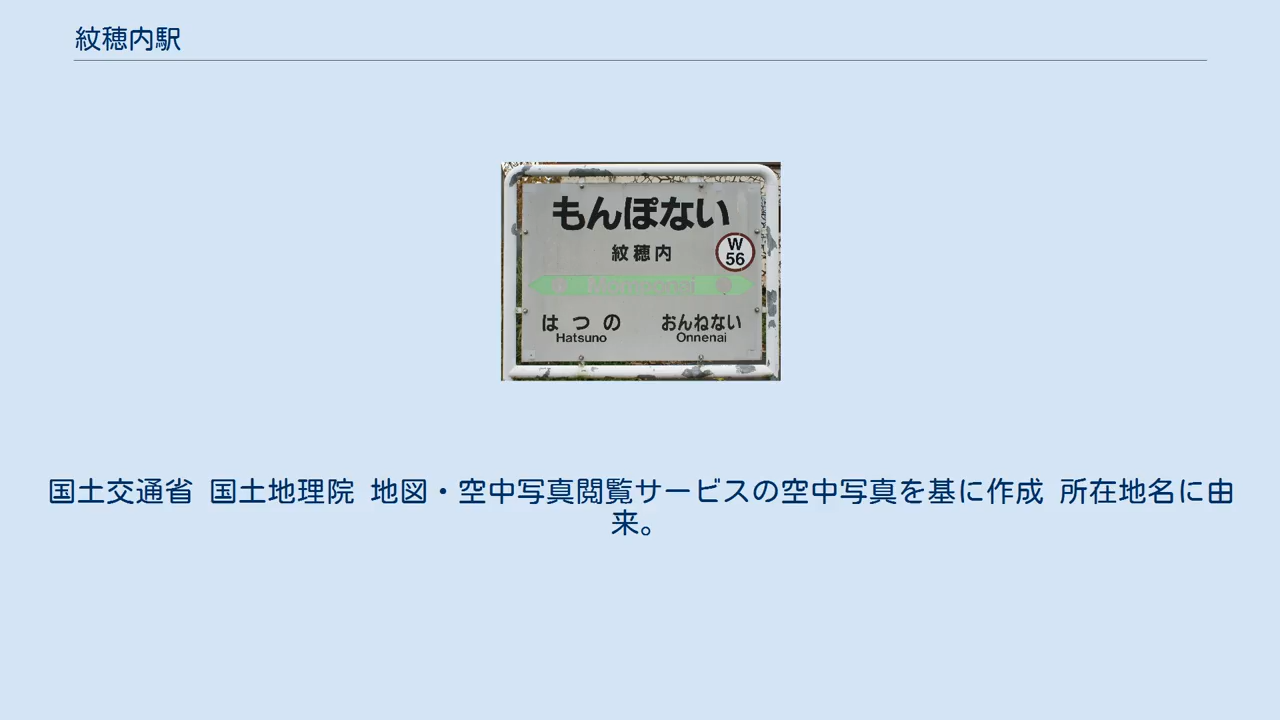 紋穂内駅
もんぽない
紋穂内
W
56
はつの おんねない
Hatsuno Onnenai
国土交通省 国土地理院 地図・空中写真閲覧サービスの空中写真を基に作成 所在地名に由
来。